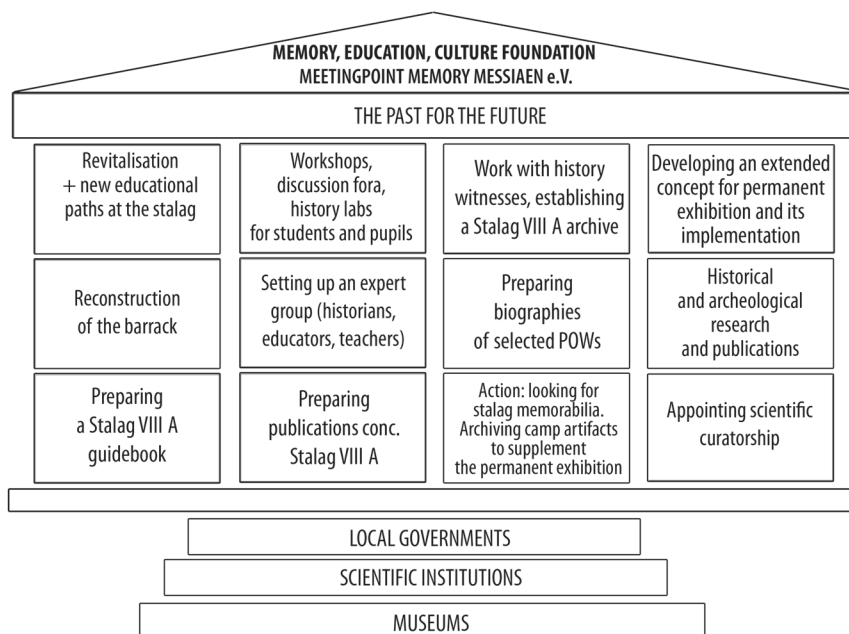 MEMORY, EDUCATION, CULTURE FOUNDATION
MEETINGPOINT MEMORY MESSIAEN e.V.
THE PAST FOR THE FUTURE
Revitalisation
+ new educational
paths at the stalag
Workshops,
discussion fora,
history labs
for students and pupils
Work with history
witnesses, establishing
a Stalag VIII A archive
Developing an extended
concept for permanent
exhibition and its
implementation
Reconstruction
of the barrack
Setting up an expert
group (historians,
educators, teachers)
Preparing
biographies
of selected POWs
Historical
and archeological
research
and publications
Preparing
a Stalag VIII A
guidebook
Preparing
publications conc.
Stalag VIII A
Action: looking for
stalag memorabilia.
Archiving camp artifacts
to supplement
the permanent exhibition
Appointing scientific
curatorship
LOCAL GOVERNMENTS
SCIENTIFIC INSTITUTIONS
MUSEUMS